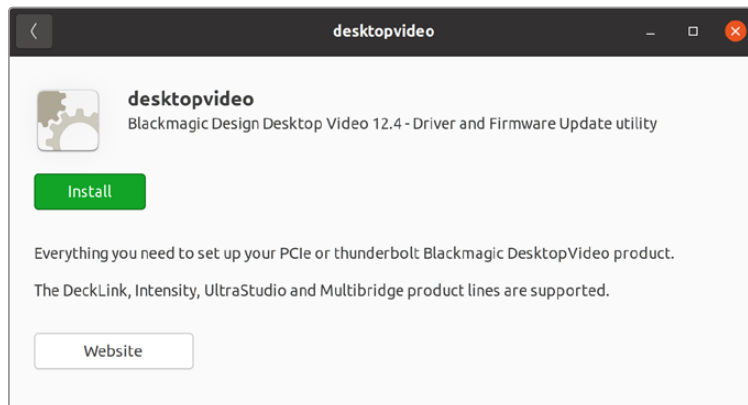 desktopvideo
desktopvideo
Blackmagic Design Desktop Video 12.4 - Driver and Firmware Update utility
Install
Everything you need to set up your PCIe or thunderbolt Blackmagic DesktopVideo product.
The DeckLink, Intensity, UltraStudio and Multibridge product lines are supported.
Website